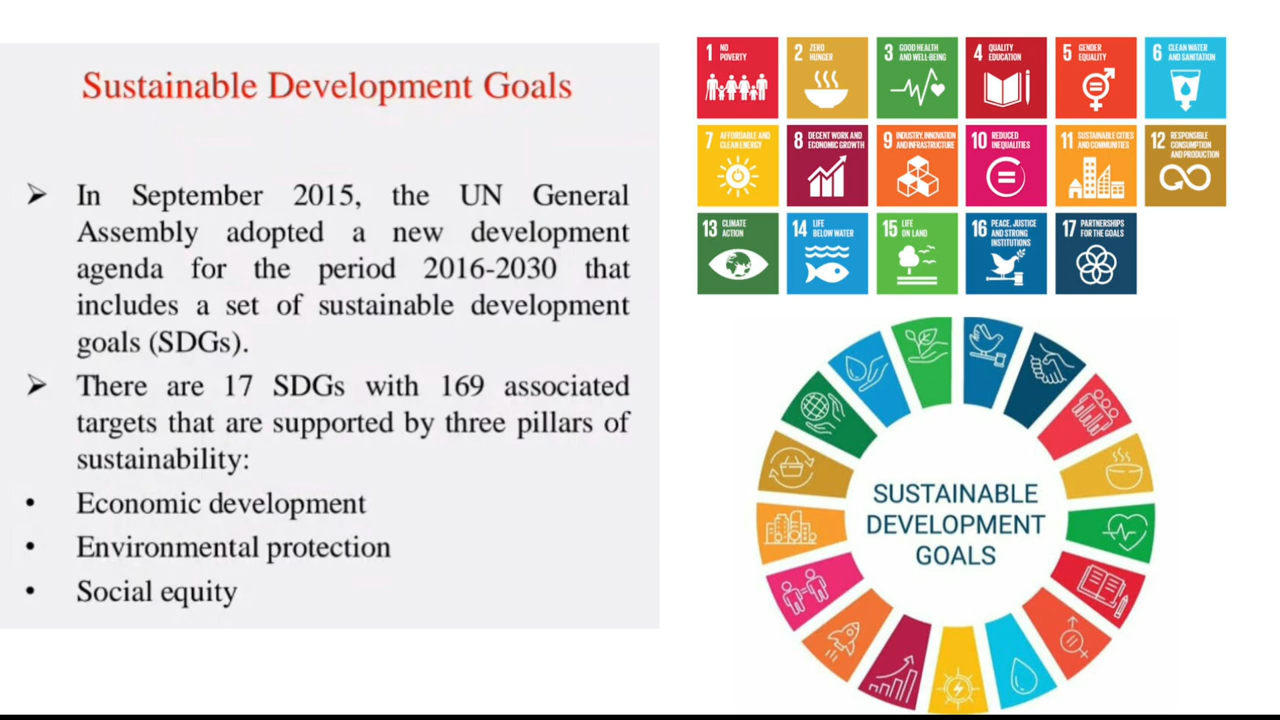 Sustainable Development Goals
➢ In September 2015, the UN General
Assembly adopted a new development
agenda for the period 2016-2030 that
includes a set of sustainable development
goals (SDGs).
➢ There are 17 SDGs with 169 associated
targets that are supported by three pillars of
sustainability:
• Economic development
• Environmental protection
• Social equity
1 NO
POVERTY
2 ZERO
HUNGER
3 GOOD HEALTH
AND WELL-BEING
4 QUALITY
EDUCATION
5 GENDER
EQUALITY
6 CLEAN WATER
AND SANITATION
7 AFFORDABLE AND
CLEAN ENERGY
8 DECENT WORK AND
ECONOMIC GROWTH
9 INDUSTRY, INNOVATION
AND INFRASTRUCTURE
10 REDUCED
INEQUALITIES
11 SUSTAINABLE CITIES
AND COMMUNITIES
12 RESPONSIBLE
CONSUMPTION
AND PRODUCTION
13 CLIMATE
ACTION
14 LIFE
BELOW WATER
15 LIFE
ON LAND
16 PEACE, JUSTICE
AND STRONG
INSTITUTIONS
17 PARTNERSHIPS
FOR THE GOALS
SUSTAINABLE
DEVELOPMENT
GOALS